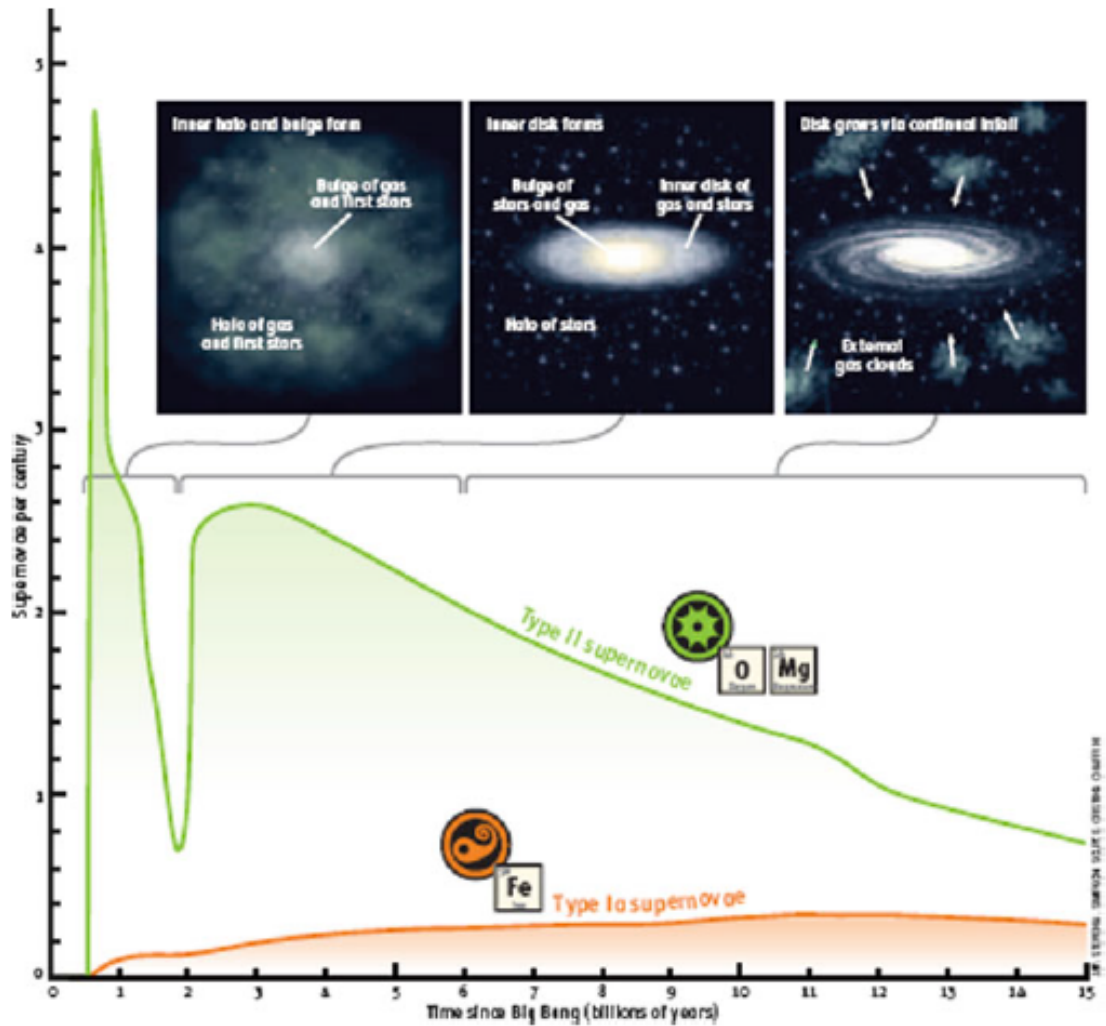 5
4
3
2
1
0
Supernovae per century
Inner halo and bulge form
Bulge of gas
and first stars
Halo of gas
and first stars
Inner disk forms
Bulge of
stars and gas
Inner disk of
gas and stars
Halo of stars
Disk grows via continual infall
External
gas clouds
Type II supernovae
O
Mg
Fe
Type Ia supernovae
0 1 2 3 4 5 6 7 8 9 10 11 12 13 14 15
Time since Big Bang (billions of years)